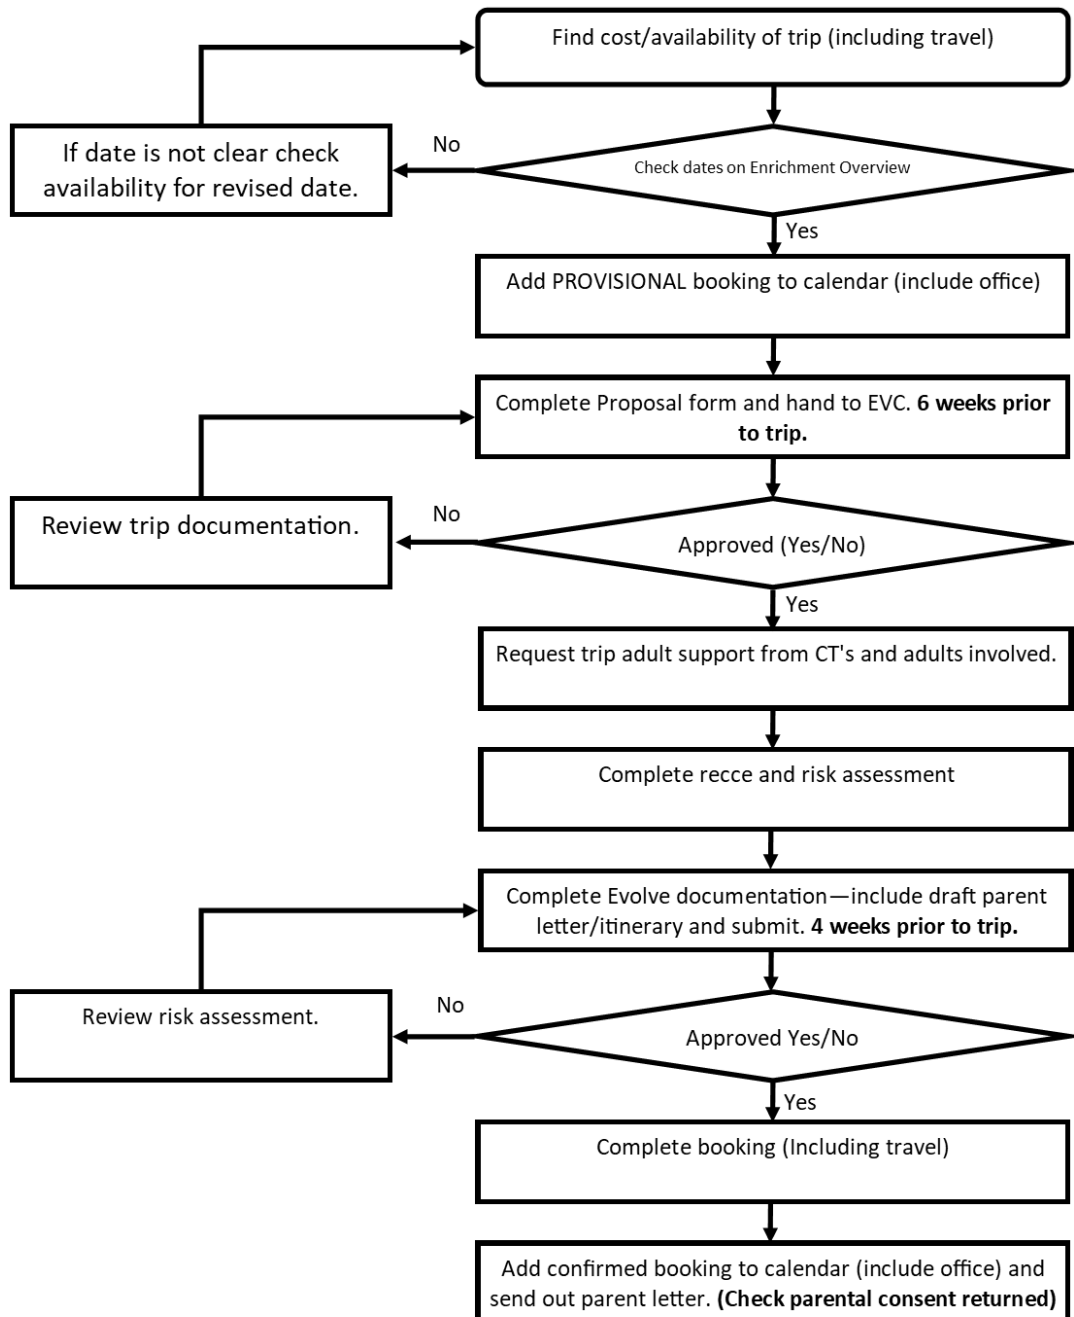 Find cost/availability of trip (including travel)
No
If date is not clear check
availability for revised date.
Check dates on Enrichment Overview
Yes
Add PROVISIONAL booking to calendar (include office)
Complete Proposal form and hand to EVC. 6 weeks prior
to trip.
No
Review trip documentation.
Approved (Yes/No)
Yes
Request trip adult support from CT's and adults involved.
Complete recce and risk assessment
Complete Evolve documentation—include draft parent
letter/itinerary and submit. 4 weeks prior to trip.
No
Review risk assessment.
Approved Yes/No
Yes
Complete booking (Including travel)
Add confirmed booking to calendar (include office) and
send out parent letter. (Check parental consent returned)